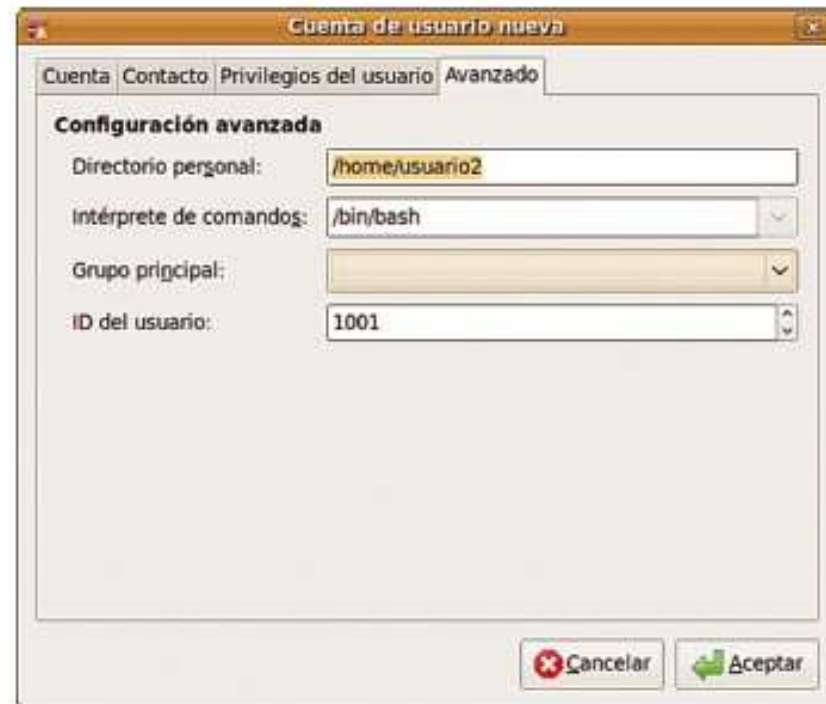 Cuenta de usuario nueva
Cuenta Contacto Privilegios del usuario Avanzado
Configuración avanzada
Directorio personal: /home/usuario2
Intérprete de comandos: /bin/bash
Grupo principal:
ID del usuario: 1001
Cancelar Aceptar